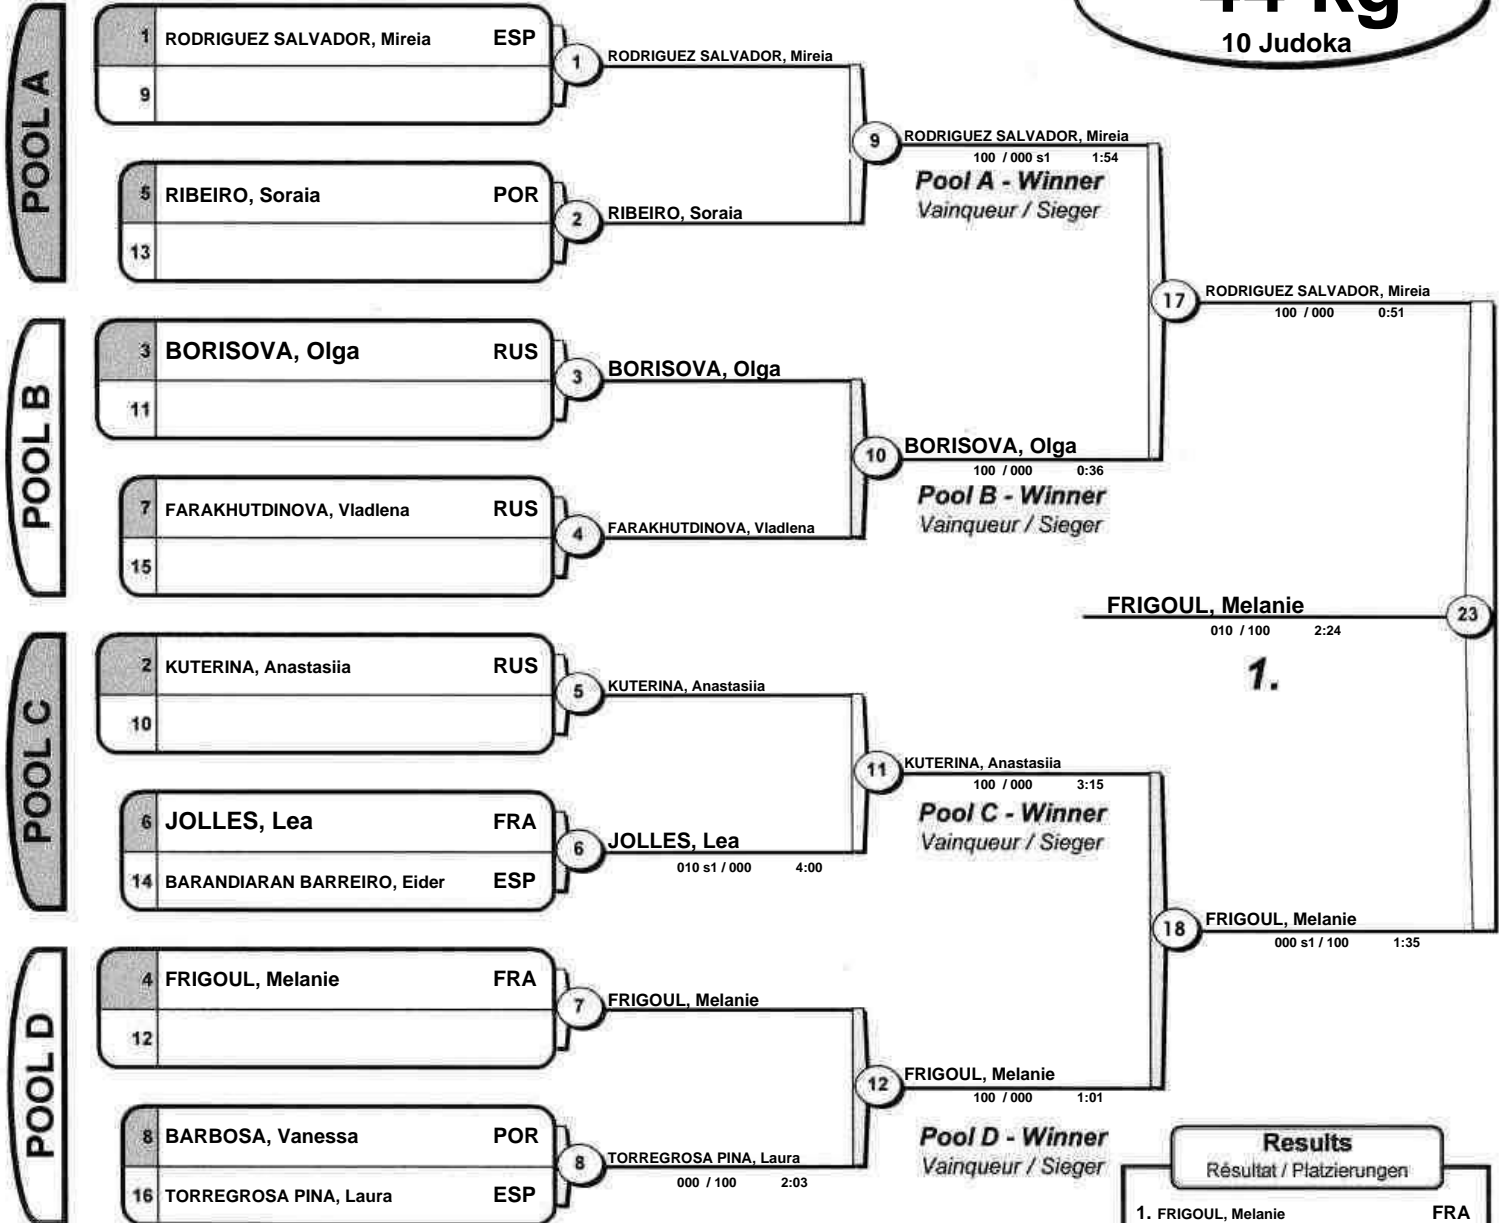 44 kg
10 Judoka
POOL A
1 RODRIGUEZ SALVADOR, Mireia ESP
9
1 RODRIGUEZ SALVADOR, Mireia
5 RIBEIRO, Soraia POR
13
2 RIBEIRO, Soraia
9 RODRIGUEZ SALVADOR, Mireia
100 / 000 s1 1:54
Pool A - Winner
Vainqueur / Sieger
POOL B
3 BORISOVA, Olga RUS
11
3 BORISOVA, Olga
7 FARAKHUTDINOVA, Vladlena RUS
15
4 FARAKHUTDINOVA, Vladlena
10 BORISOVA, Olga
100 / 000 0:36
Pool B - Winner
Vainqueur / Sieger
17 RODRIGUEZ SALVADOR, Mireia
100 / 000 0:51
POOL C
2 KUTERINA, Anastasiia RUS
10
5 KUTERINA, Anastasiia
6 JOLLES, Lea FRA
14 BARANDIARAN BARREIRO, Eider ESP
6 JOLLES, Lea
010 s1 / 000 4:00
11 KUTERINA, Anastasiia
100 / 000 3:15
Pool C - Winner
Vainqueur / Sieger
POOL D
4 FRIGOUL, Melanie FRA
12
7 FRIGOUL, Melanie
8 BARBOSA, Vanessa POR
16 TORREGROSA PINA, Laura ESP
8 TORREGROSA PINA, Laura
000 / 100 2:03
12 FRIGOUL, Melanie
100 / 000 1:01
Pool D - Winner
Vainqueur / Sieger
18 FRIGOUL, Melanie
000 s1 / 100 1:35
FRIGOUL, Melanie 23
010 / 100 2:24
1.
Results
Résultat / Platzierungen
1. FRIGOUL, Melanie FRA